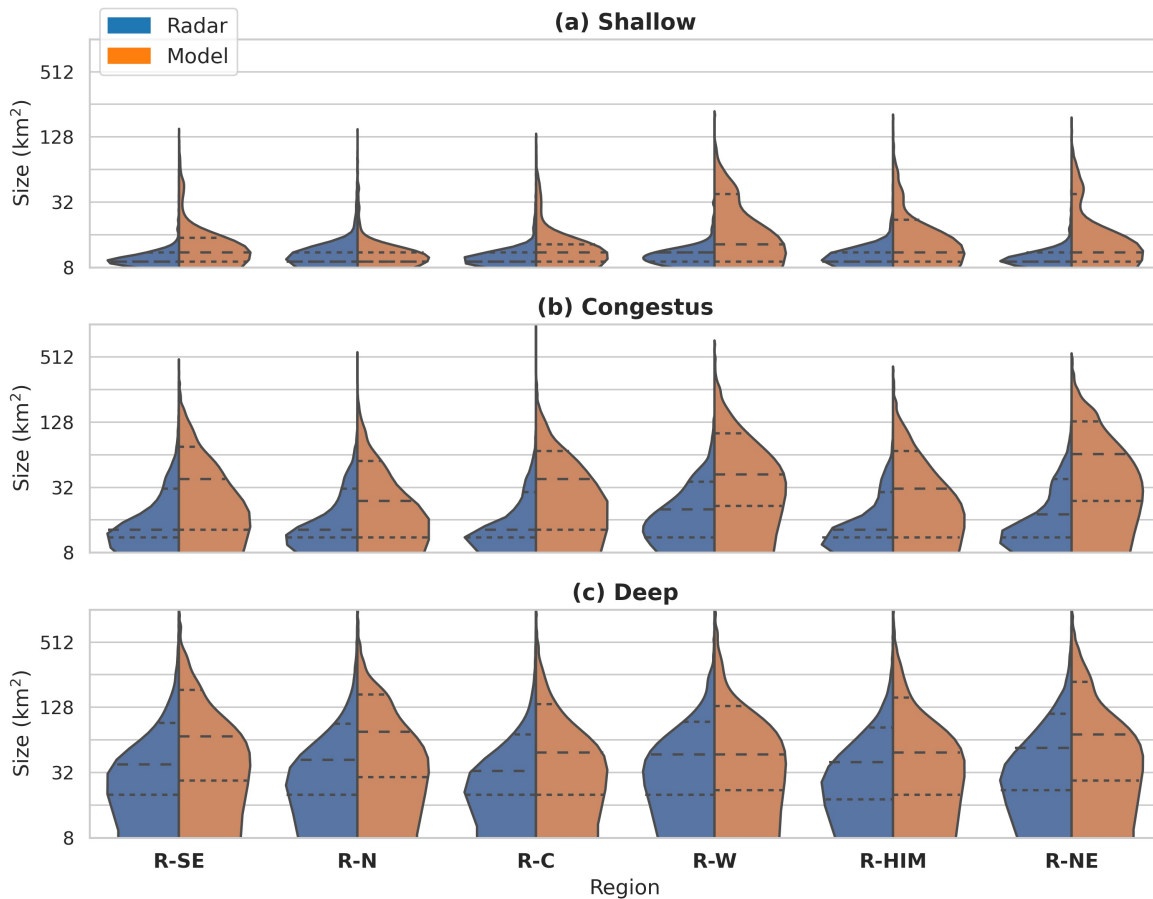 (a) Shallow
Radar
Model
Size (km²)
512
128
32
8
(b) Congestus
Size (km²)
512
128
32
8
(c) Deep
Size (km²)
512
128
32
8
R-SE R-N R-C R-W R-HIM R-NE
Region